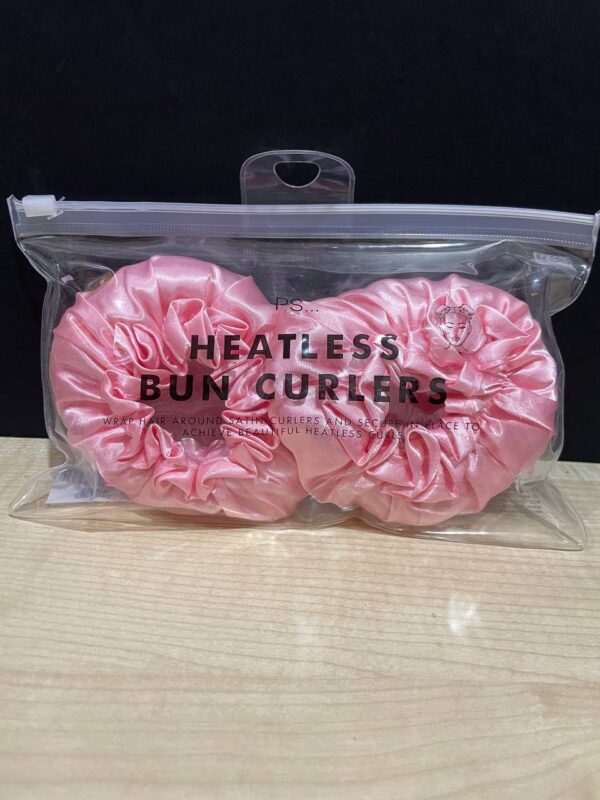 PS...
HEATLESS
BUN CURLERS
WRAP HAIR AROUND SATIN CURLERS AND SECURE IN PLACE TO
ACHIEVE BEAUTIFUL HEATLESS CURLS